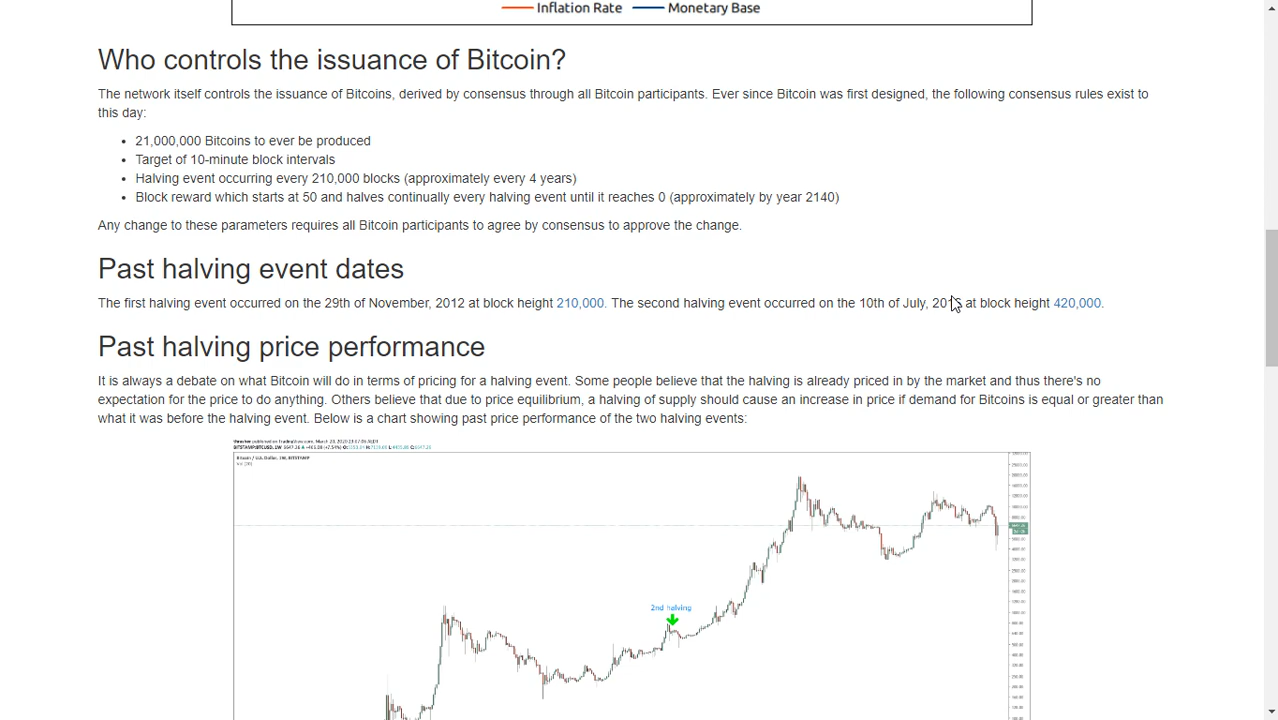 Inflation Rate Monetary Base
Who controls the issuance of Bitcoin?
The network itself controls the issuance of Bitcoins, derived by consensus through all Bitcoin participants. Ever since Bitcoin was first designed, the following consensus rules exist to
this day:
• 21,000,000 Bitcoins to ever be produced
• Target of 10-minute block intervals
• Halving event occurring every 210,000 blocks (approximately every 4 years)
• Block reward which starts at 50 and halves continually every halving event until it reaches 0 (approximately by year 2140)
Any change to these parameters requires all Bitcoin participants to agree by consensus to approve the change.
Past halving event dates
The first halving event occurred on the 29th of November, 2012 at block height 210,000. The second halving event occurred on the 10th of July, at block height 420,000.
Past halving price performance
It is always a debate on what Bitcoin will do in terms of pricing for a halving event. Some people believe that the halving is already priced in by the market and thus there's no
expectation for the price to do anything. Others believe that due to price equilibrium, a halving of supply should cause an increase in price if demand for Bitcoins is equal or greater than
what it was before the halving event. Below is a chart showing past price performance of the two halving events:
Bitcoin / U.S. Dollar, 1W, BITSTAMP
2nd halving